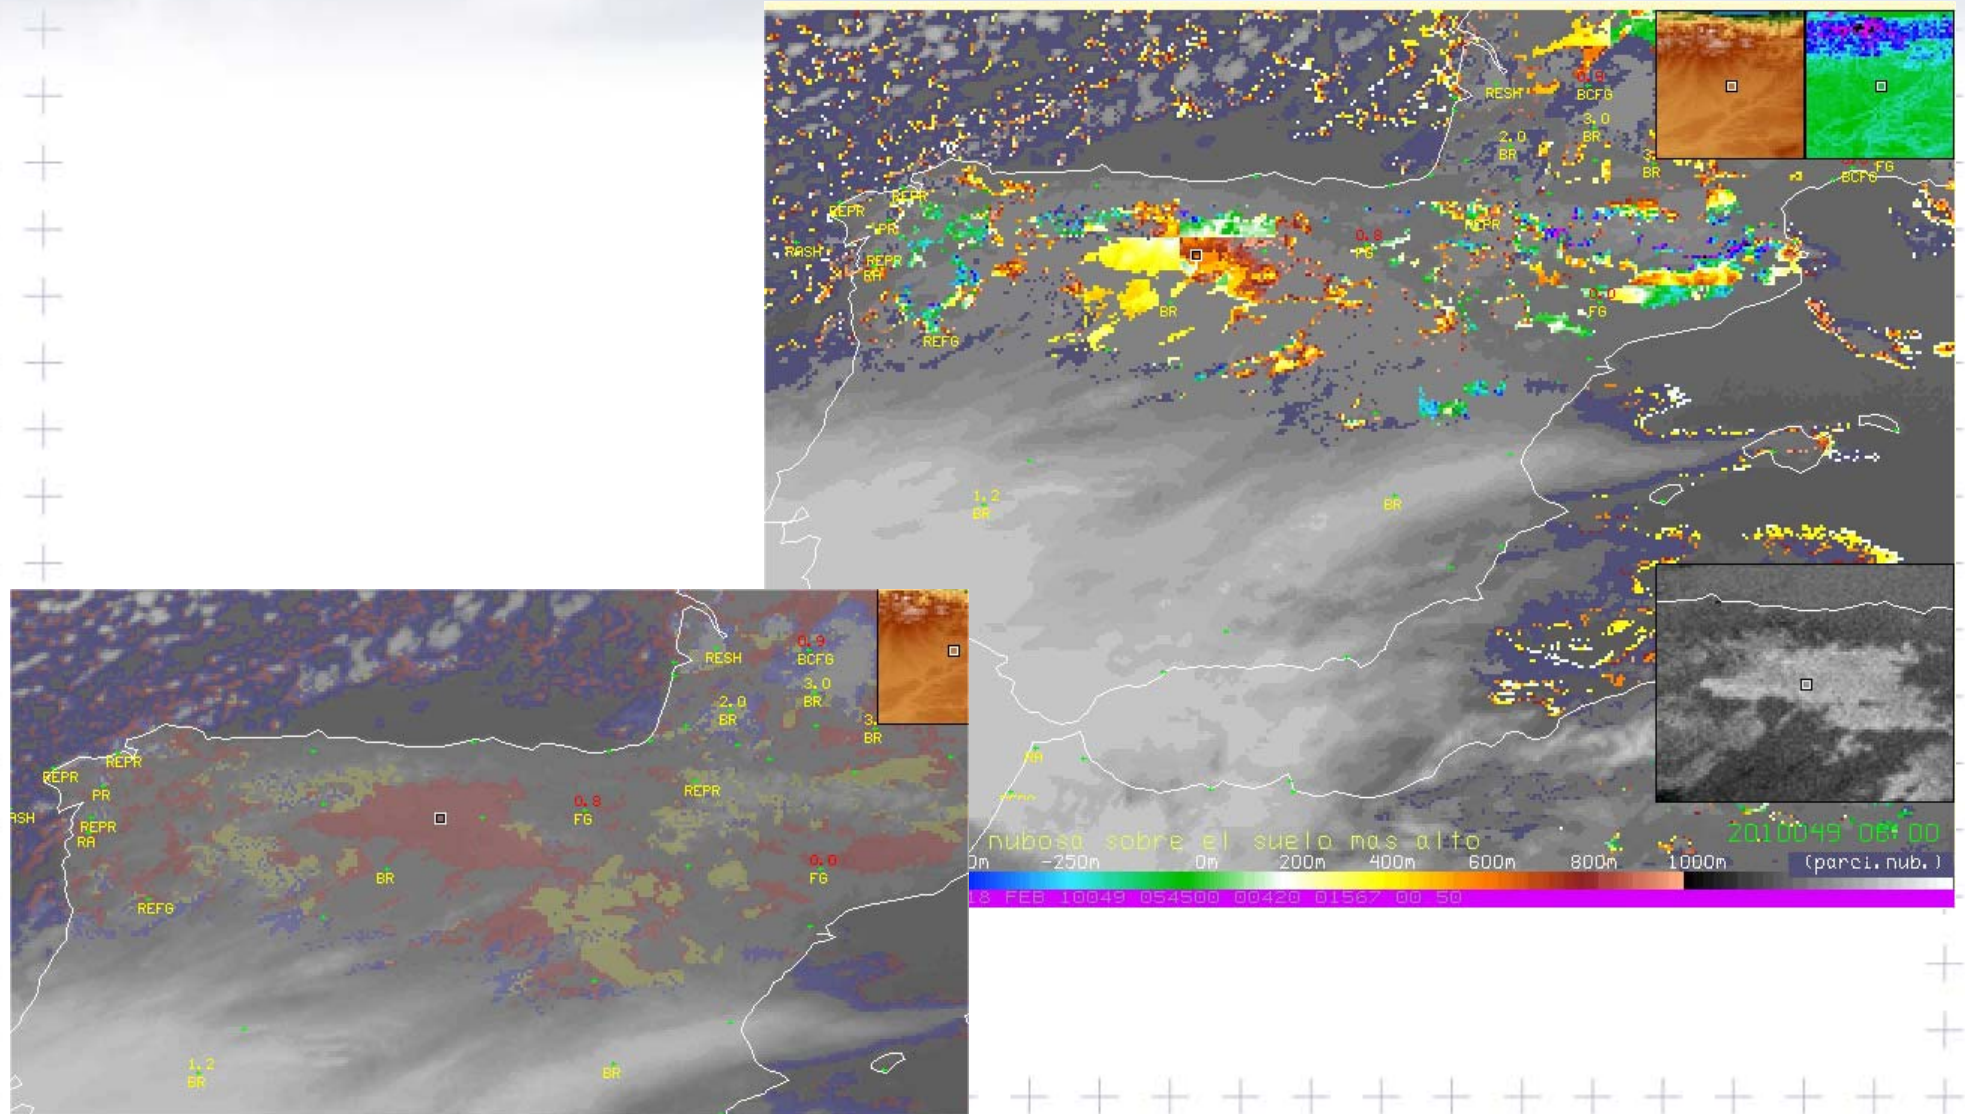 0.9
RESH
BCFG
3.0
BR
2.0
BR
3.
BR
FG
BCFG
REPR
REPR
PR
REPR
0.8
FG
RASH
REPR
RA
0.0
FG
BR
REFG
1.2
BR
BR
RA
nubosa sobre el suelo mas alto
2010049 06:00
0m -250m 0m 200m 400m 600m 800m 1000m (parci.nub.)
18 FEB 10049 054500 00420 01567 00 50
0.9
RESH
BCFG
3.0
BR
2.0
BR
3.
BR
REPR
REPR
PR
REPR
0.8
FG
ASH
REPR
RA
0.0
FG
BR
REFG
1.2
BR
BR